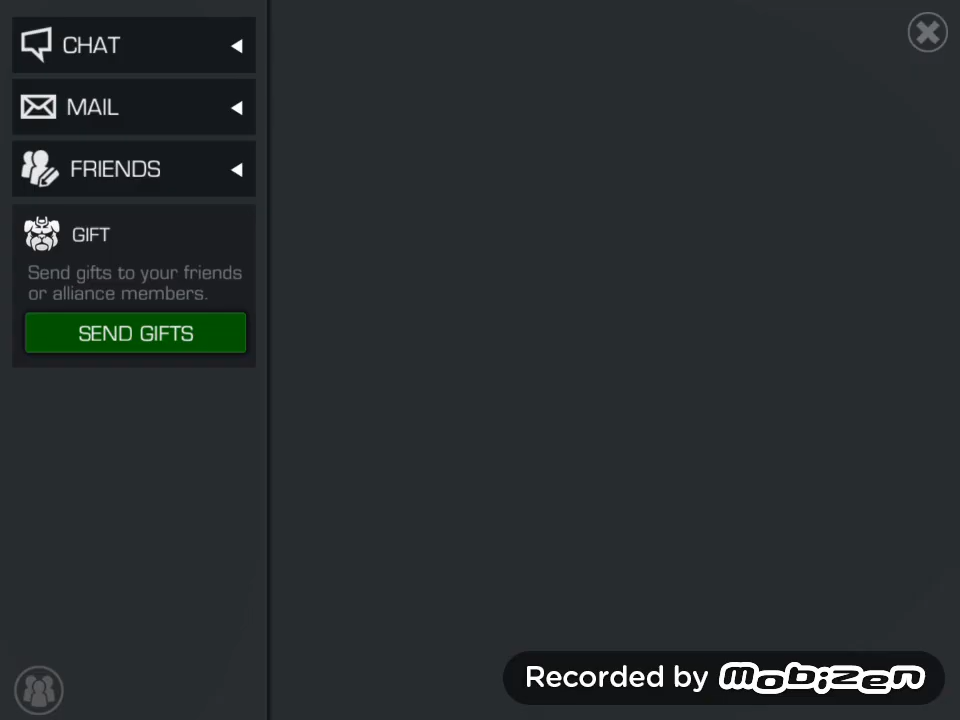 CHAT
MAIL
FRIENDS
GIFT
Send gifts to your friends
or alliance members.
SEND GIFTS
Recorded by mobizen